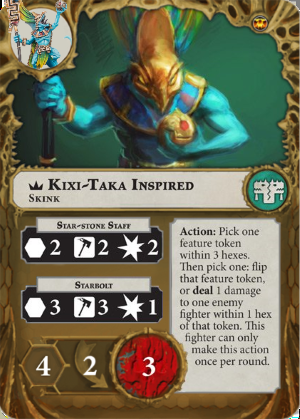 Kixi-Taka Inspired
Skink
Star-stone Staff
2 2 2
Starbolt
3 3 1
Action: Pick one
feature token
within 3 hexes.
Then pick one: flip
that feature token,
or deal 1 damage
to one enemy
fighter within 1 hex
of that token. This
fighter can only
make this action
once per round.
4 2 3